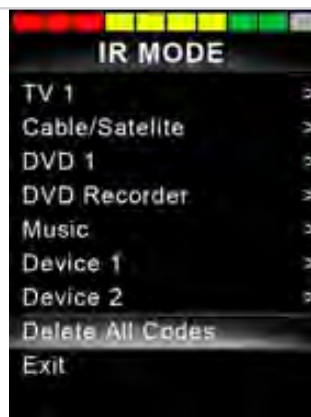 IR MODE
TV 1 >
Cable/Satelite >
DVD 1 >
DVD Recorder >
Music >
Device 1 >
Device 2 >
Delete All Codes
Exit